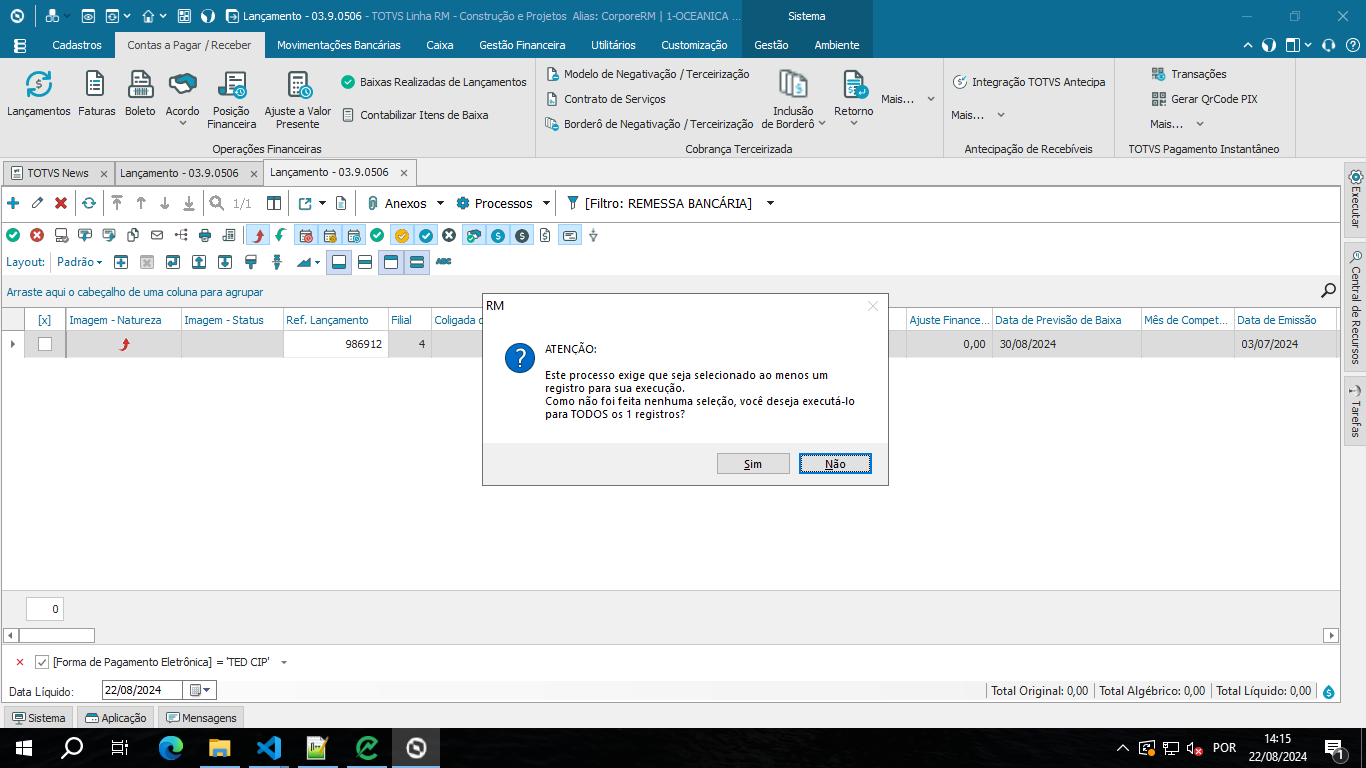 Lançamento - 03.9.0506 - TOTVS Linha RM - Construção e Projetos Alias: CorporeRM | 1-OCEANICA ...
Sistema
Cadastros
Contas a Pagar / Receber
Movimentações Bancárias
Caixa
Gestão Financeira
Utilitários
Customização
Gestão
Ambiente
Lançamentos
Faturas
Boleto
Acordo
Posição
Financeira
Ajuste a Valor
Presente
Baixas Realizadas de Lançamentos
Contabilizar Itens de Baixa
Operações Financeiras
Modelo de Negativação / Terceirização
Contrato de Serviços
Borderô de Negativação / Terceirização
Inclusão
de Borderô
Retorno
Mais...
Cobrança Terceirizada
Integração TOTVS Antecipa
Mais...
Antecipação de Recebíveis
Transações
Gerar QrCode PIX
Mais...
TOTVS Pagamento Instantâneo
TOTVS News
Lançamento - 03.9.0506
Lançamento - 03.9.0506
1/1
Anexos
Processos
[Filtro: REMESSA BANCÁRIA]
Layout:
Padrão
ABC
Arraste aqui o cabeçalho de uma coluna para agrupar
[x]
Imagem - Natureza
Imagem - Status
Ref. Lançamento
Filial
Coligada
Ajuste Finance...
Data de Previsão de Baixa
Mês de Compet...
Data de Emissão
986912
4
0,00
30/08/2024
03/07/2024
RM
ATENÇÃO:
Este processo exige que seja selecionado ao menos um
registro para sua execução.
Como não foi feita nenhuma seleção, você deseja executá-lo
para TODOS os 1 registros?
Sim
Não
Executar
Central de Recursos
Tarefas
0
[Forma de Pagamento Eletrônica] = 'TED CIP'
Data Líquido:
22/08/2024
Total Original: 0,00
Total Algébrico: 0,00
Total Líquido: 0,00
Sistema
Aplicação
Mensagens
POR
14:15
22/08/2024
1